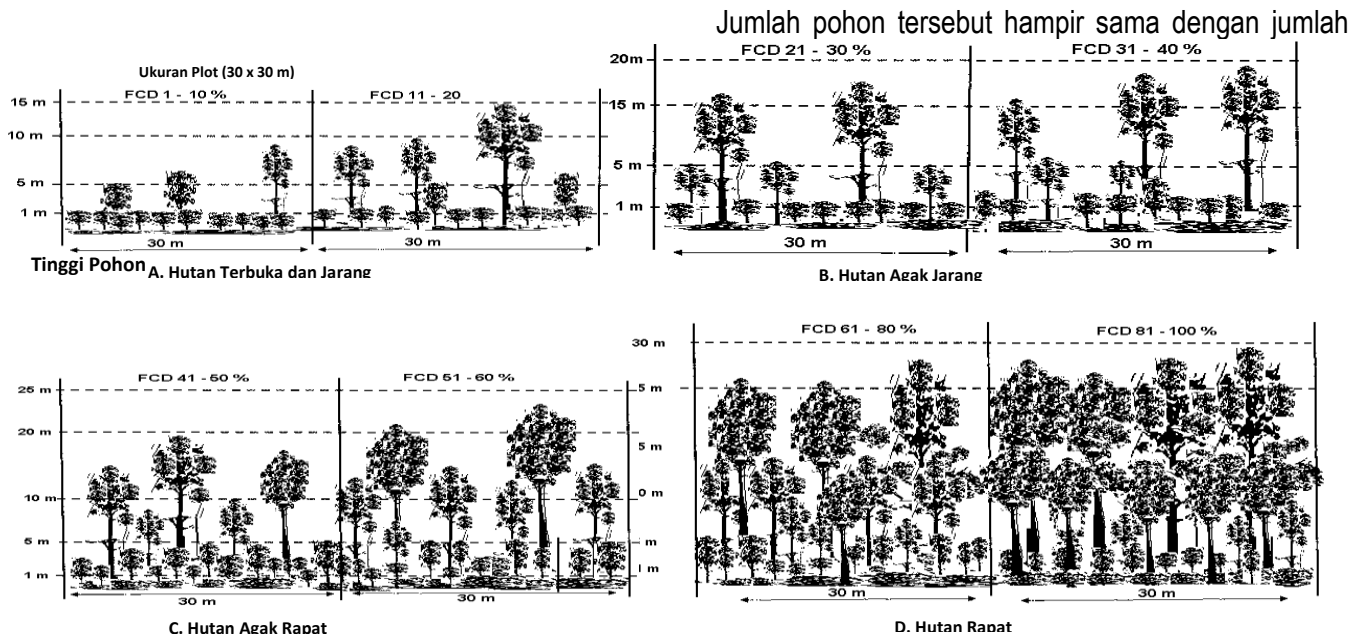 Jumlah pohon tersebut hampir sama dengan jumlah
Ukuran Plot (30 x 30 m)
FCD 1 - 10 %
FCD 11 - 20
15 m
10 m
5 m
1 m
30 m
30 m
Tinggi Pohon
A. Hutan Terbuka dan Jarang
FCD 21 - 30 %
FCD 31 - 40 %
20m
15 m
5 m
1 m
30 m
30 m
B. Hutan Agak Jarang
FCD 41 - 50 %
FCD 51 - 60 %
25 m
20 m
10 m
5 m
1 m
5 m
5 m
0 m
m
l m
30 m
30 m
C. Hutan Agak Rapat
FCD 61 - 80 %
FCD 81 - 100 %
30 m
30 m
30 m
D. Hutan Rapat